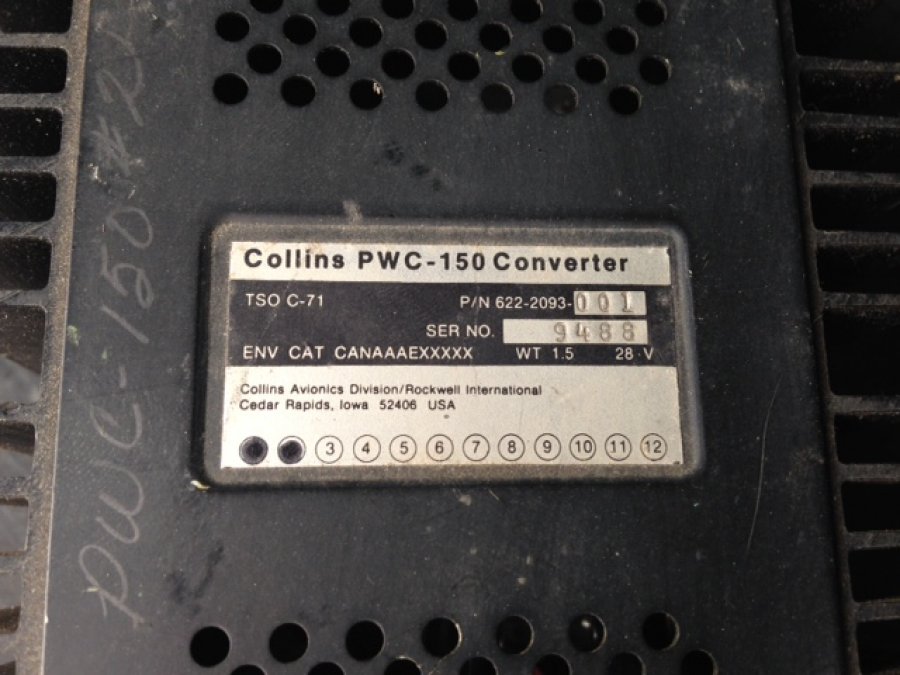 PWC-150 #21
Collins PWC-150 Converter
TSO C-71 P/N 622-2093-001
SER NO. 9488
ENV CAT CANAAAEXXXXX WT 1.5 28 V
Collins Avionics Division/Rockwell International
Cedar Rapids, Iowa 52406 USA
3 4 5 6 7 8 9 10 11 12